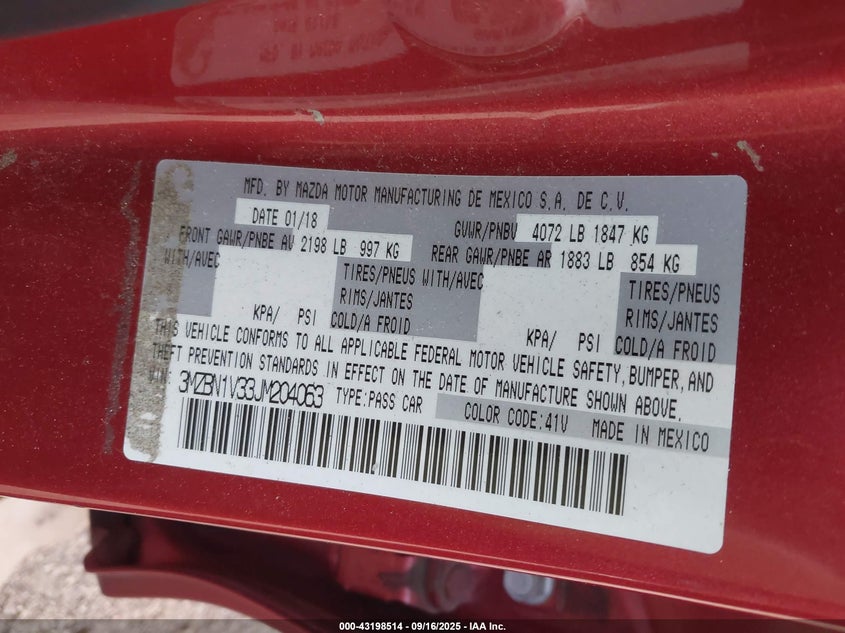 MFD. BY MAZDA MOTOR MANUFACTURING DE MEXICO S.A. DE C.V.
DATE 01/18 GVWR/PNBV 4072 LB 1847 KG
FRONT GAWR/PNBE AV 2198 LB 997 KG REAR GAWR/PNBE AR 1883 LB 854 KG
WITH/AVEC TIRES/PNEUS WITH/AVEC TIRES/PNEUS
RIMS/JANTES RIMS/JANTES
KPA/ PSI COLD/A FROID KPA/ PSI COLD/A FROID
THIS VEHICLE CONFORMS TO ALL APPLICABLE FEDERAL MOTOR VEHICLE SAFETY, BUMPER, AND
THEFT PREVENTION STANDARDS IN EFFECT ON THE DATE OF MANUFACTURE SHOWN ABOVE.
VIN: 3MZBN1V33JM204063 TYPE:PASS CAR COLOR CODE:41V MADE IN MEXICO
000-43198514 - 09/16/2025 - IAA Inc.